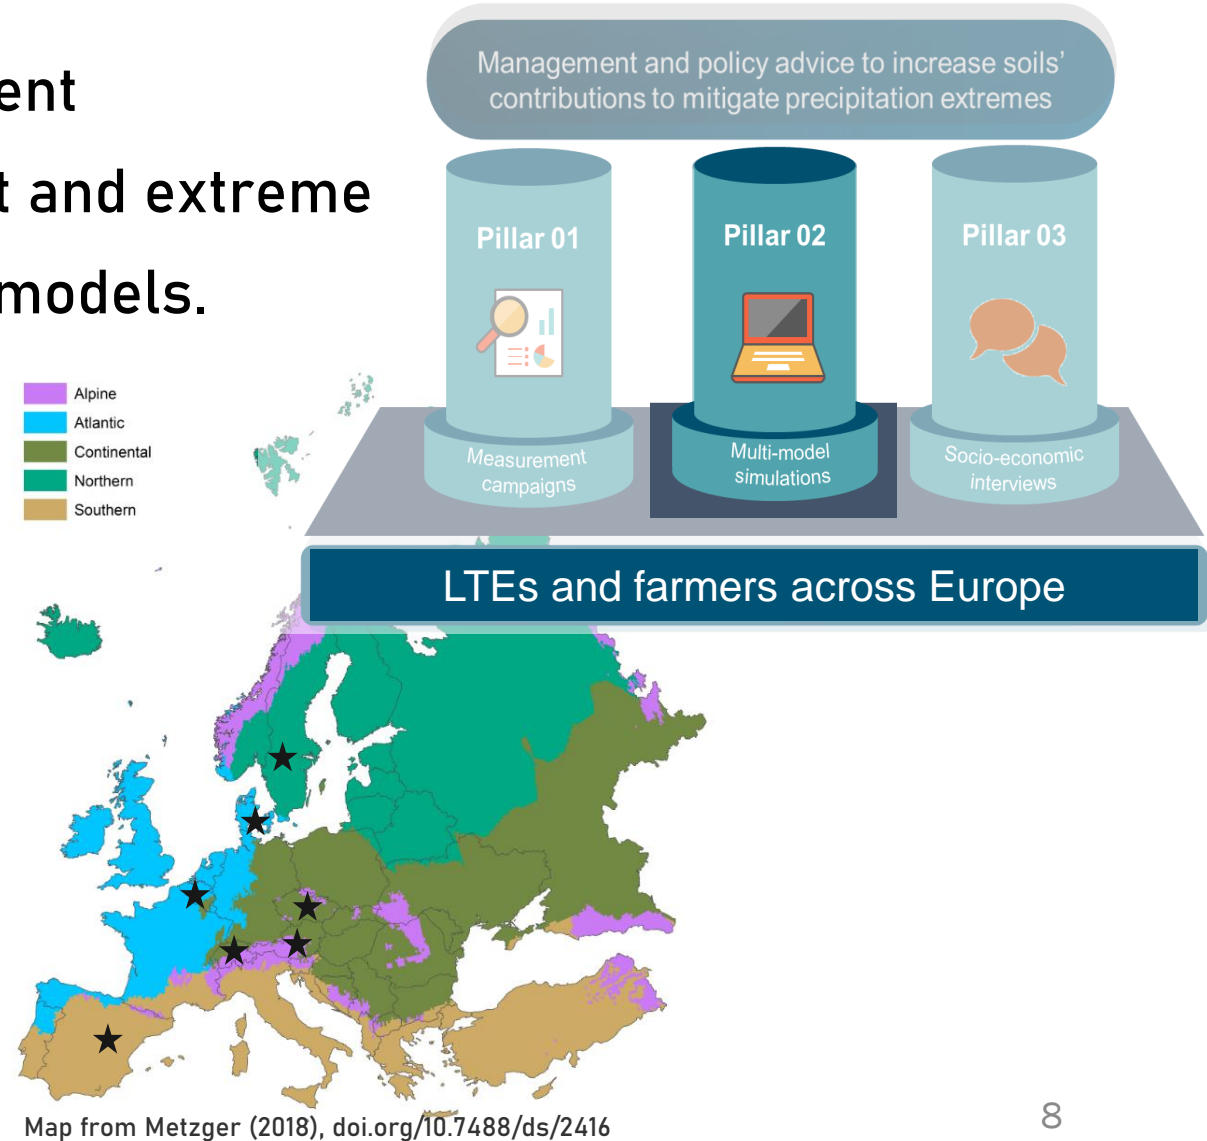 ent
t and extreme
models.
Management and policy advice to increase soils’
contributions to mitigate precipitation extremes
Pillar 01
Pillar 02
Pillar 03
Measurement
campaigns
Multi-model
simulations
Socio-economic
interviews
LTEs and farmers across Europe
Alpine
Atlantic
Continental
Northern
Southern
Map from Metzger (2018), doi.org/10.7488/ds/2416
8